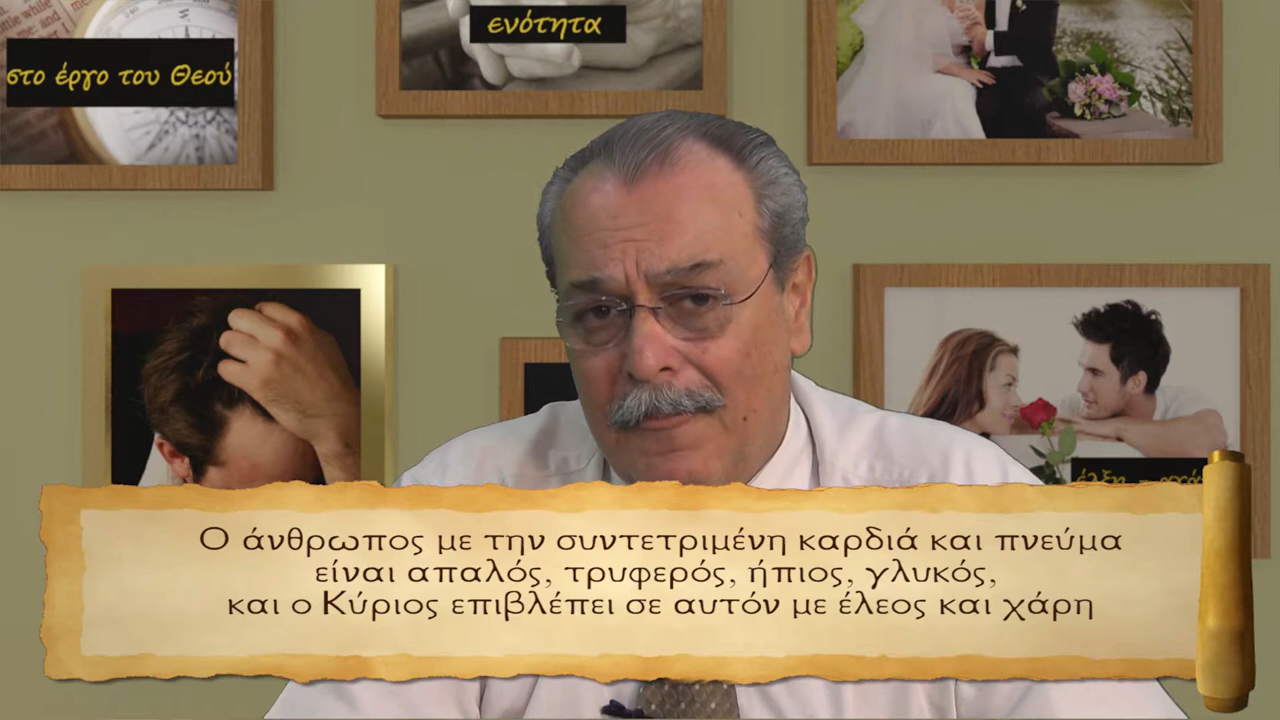 στο έργο του Θεού
ενότητα
Ο άνθρωπος με την συντετριμένη καρδιά και πνεύμα
είναι απαλός, τρυφερός, ήπιος, γλυκός,
και ο Κύριος επιβλέπει σε αυτόν με έλεος και χάρη